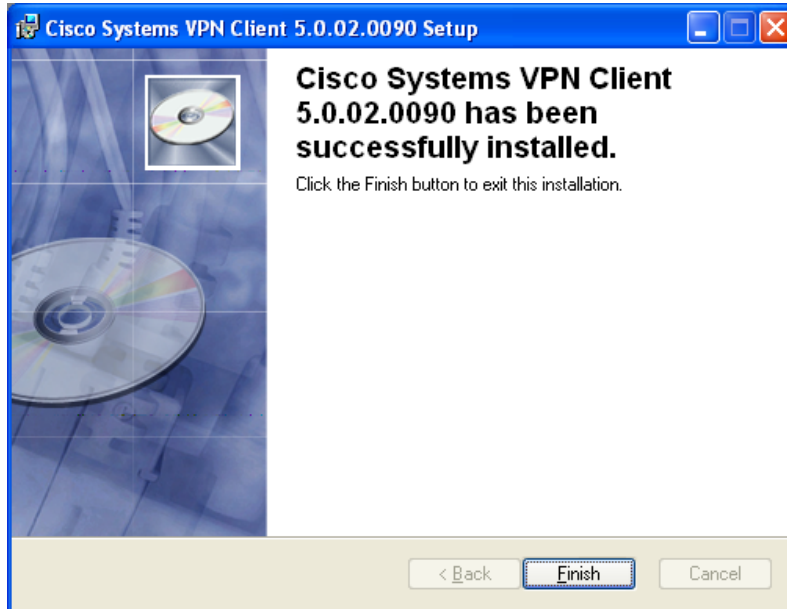 Cisco Systems VPN Client 5.0.02.0090 Setup
Cisco Systems VPN Client
5.0.02.0090 has been
successfully installed.
Click the Finish button to exit this installation.
< Back
Finish
Cancel